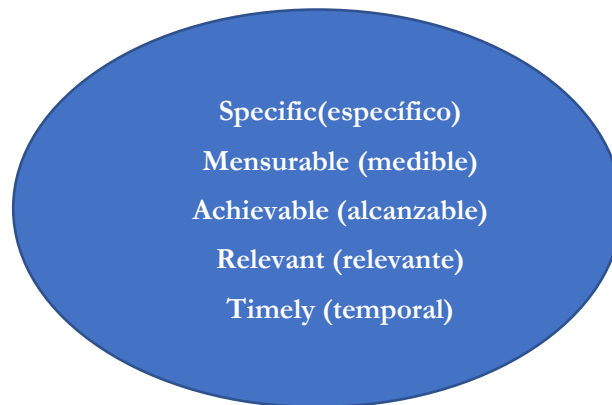 Specific(específico)
Mensurable (medible)
Achievable (alcanzable)
Relevant (relevante)
Timely (temporal)